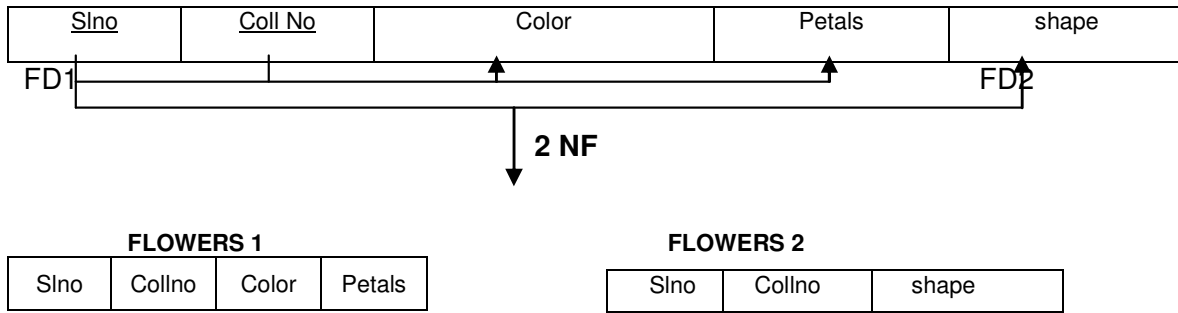 Slno Coll No Color Petals shape
FD1 FD2
2 NF
FLOWERS 1 FLOWERS 2
Slno Collno Color Petals Slno Collno shape